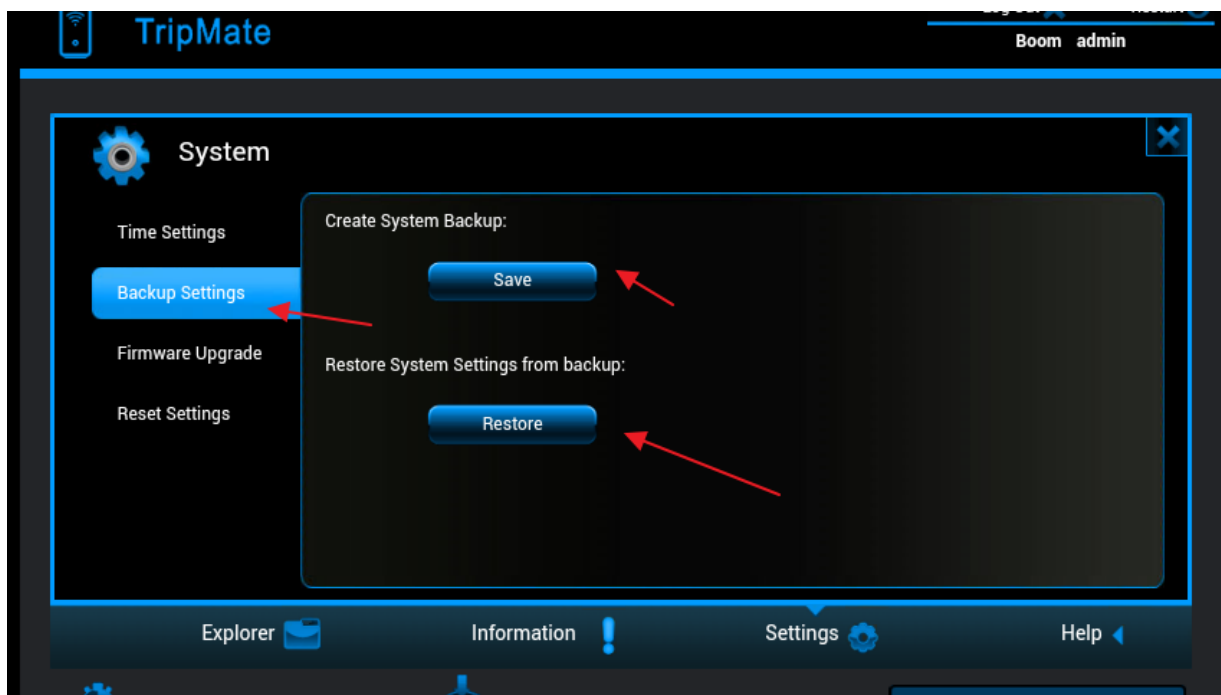 TripMate
Boom admin
System
Time Settings
Create System Backup:
Save
Backup Settings
Firmware Upgrade
Restore System Settings from backup:
Reset Settings
Restore
Explorer
Information
Settings
Help